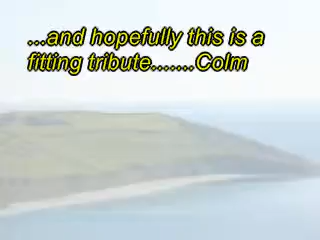 ...and hopefully this is a
fitting tribute.......Colm